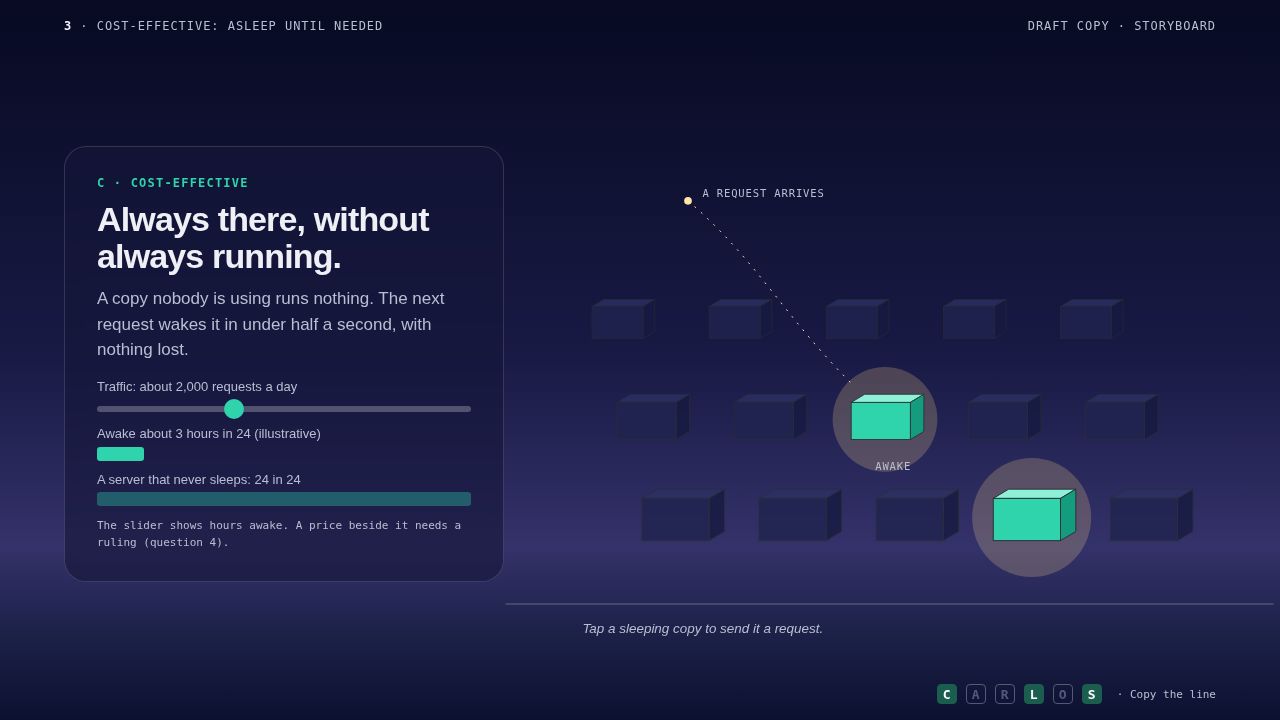 3 · COST-EFFECTIVE: ASLEEP UNTIL NEEDED
DRAFT COPY · STORYBOARD
C · COST-EFFECTIVE
Always there, without
always running.
A copy nobody is using runs nothing. The next
request wakes it in under half a second, with
nothing lost.
Traffic: about 2,000 requests a day
Awake about 3 hours in 24 (illustrative)
A server that never sleeps: 24 in 24
The slider shows hours awake. A price beside it needs a
ruling (question 4).
A REQUEST ARRIVES
AWAKE
Tap a sleeping copy to send it a request.
C A R L O S · Copy the line